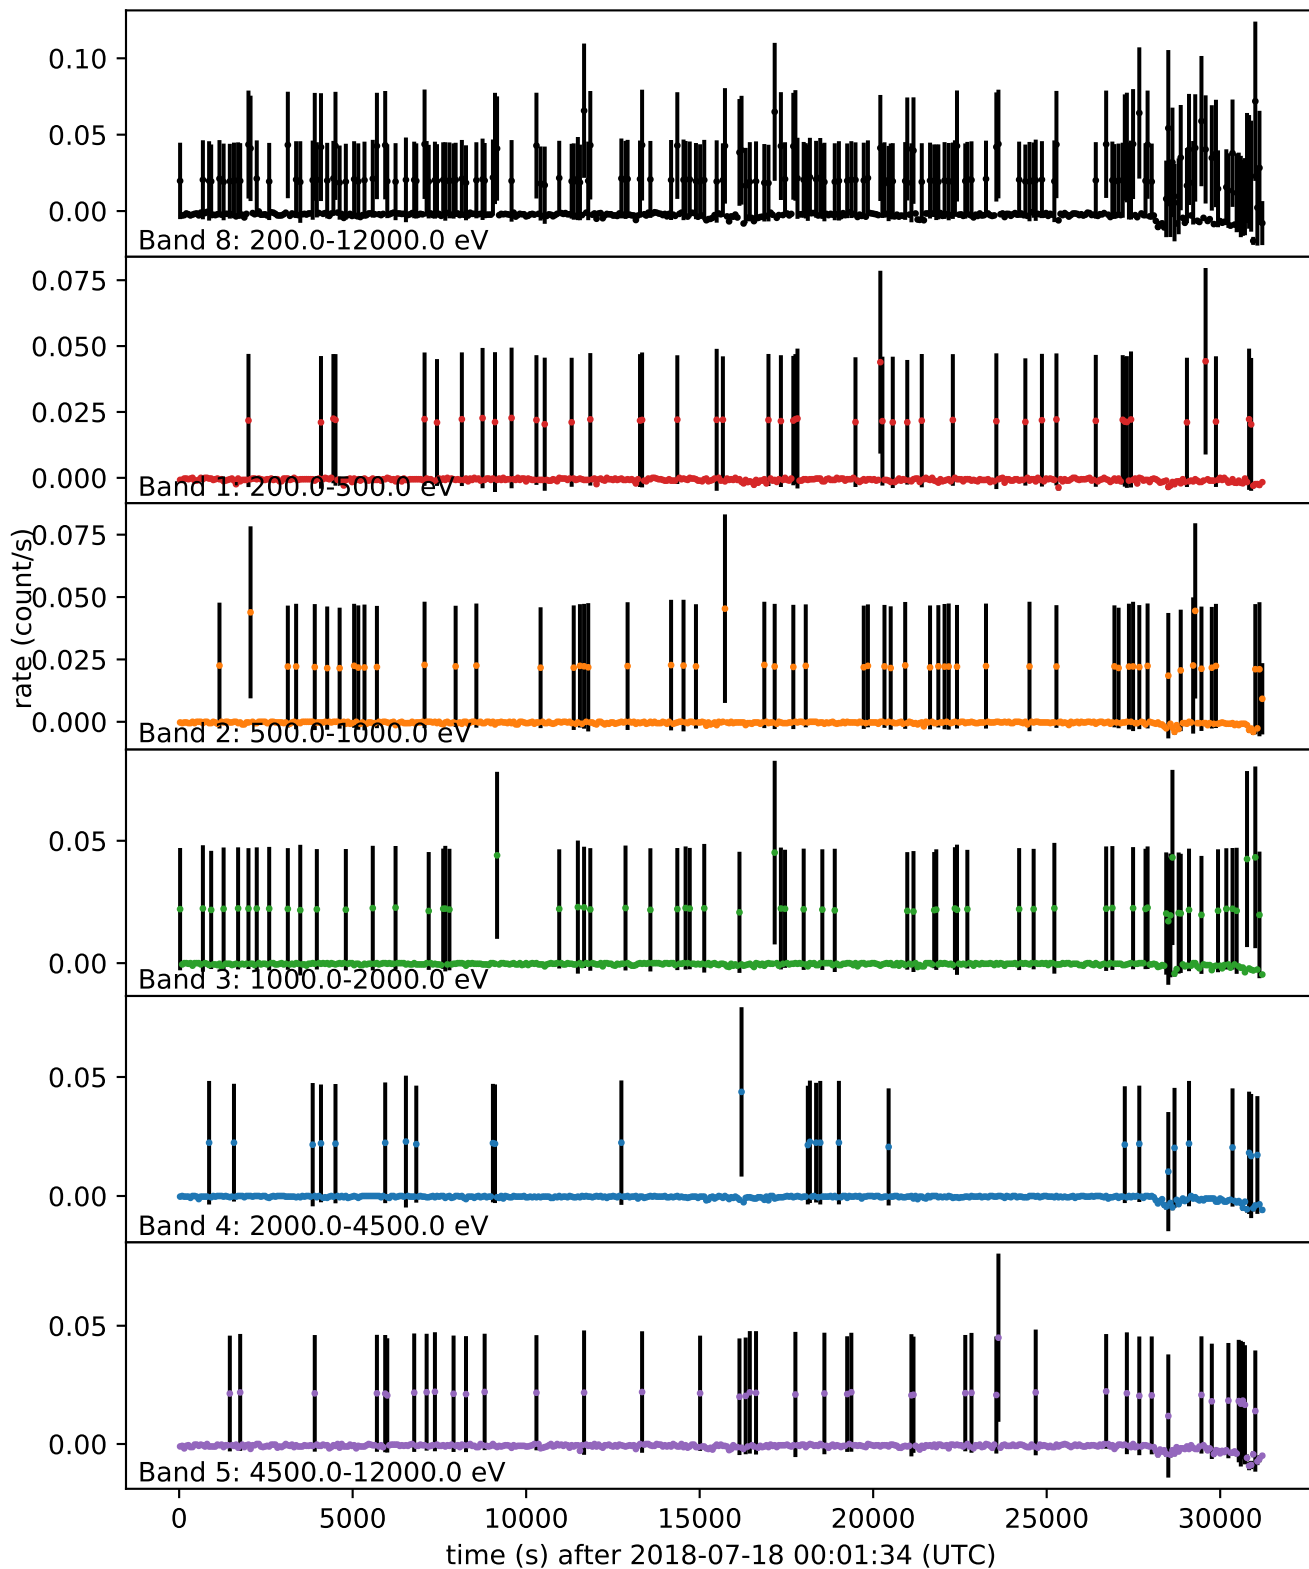 0.10
0.05
0.00
Band 8: 200.0-12000.0 eV
0.075
0.050
0.025
0.000
Band 1: 200.0-500.0 eV
0.075
0.050
0.025
0.000
Band 2: 500.0-1000.0 eV
rate (count/s)
0.05
0.00
Band 3: 1000.0-2000.0 eV
0.05
0.00
Band 4: 2000.0-4500.0 eV
0.05
0.00
Band 5: 4500.0-12000.0 eV
0 5000 10000 15000 20000 25000 30000
time (s) after 2018-07-18 00:01:34 (UTC)